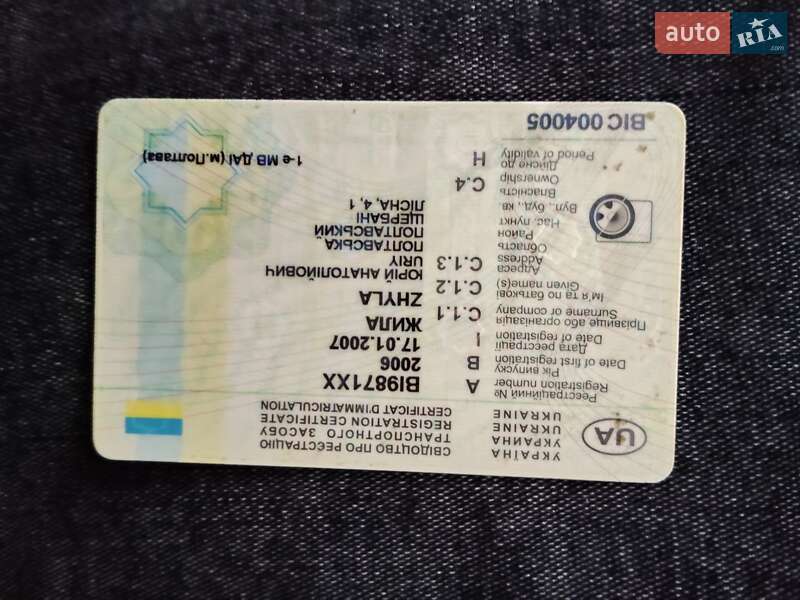 auto RIA.com
УКРАЇНА
УКРАИНА
UKRAINE
UKRAINE
UA
СВІДОЦТВО ПРО РЕЄСТРАЦІЮ
ТРАНСПОРТНОГО ЗАСОБУ
REGISTRATION CERTIFICATE
CERTIFICAT D'IMMATRICULATION
Реєстраційний №
Registration number A BI9871XX
Рік випуску B 2006
Date of first registration
Дата реєстрації I 17.01.2007
Date of registration
Прізвище або організація C.1.1 ЖИЛА
Surname or company ZHYLA
Ім'я та по батькові C.1.2 ЮРІЙ АНАТОЛІЙОВИЧ
Given name(s) URIY
Адреса C.1.3
Address
Область ПОЛТАВСЬКА
Район ПОЛТАВСЬКИЙ
Нас. пункт ЩЕРБАНІ
Вул., буд., кв. ЛІСНА, 4, 1
Власність C.4
Ownership
Дійсне до H
Period of validity
1-е МВ ДАІ (м.Полтава)
BIC 004005